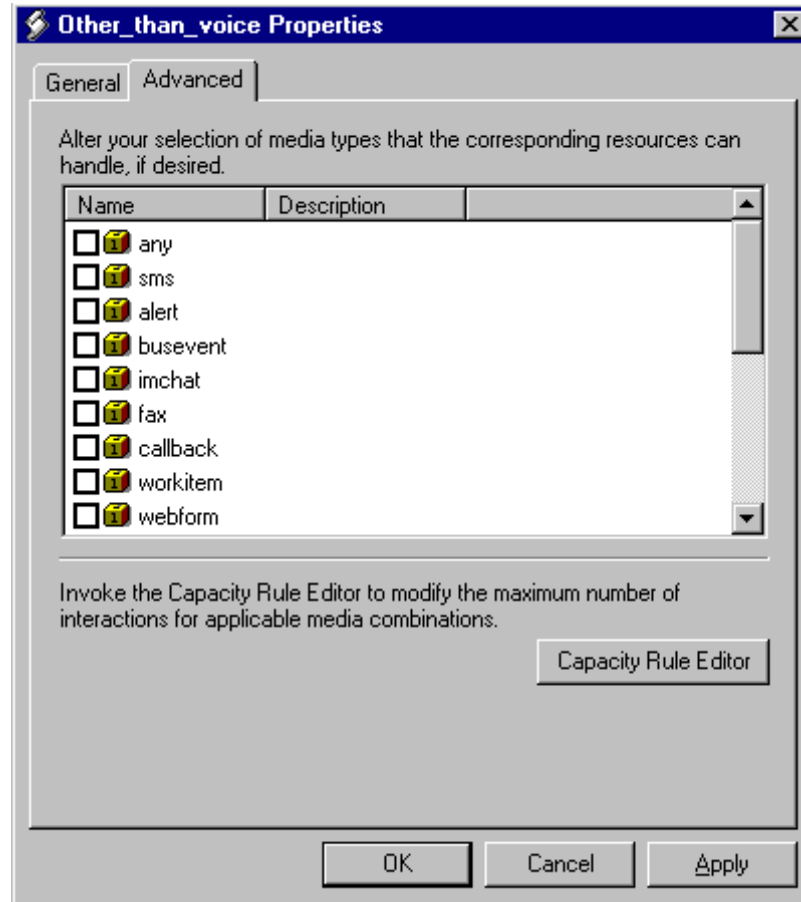 Other_than_voice Properties
General
Advanced
Alter your selection of media types that the corresponding resources can
handle, if desired.
Name
Description
any
sms
alert
busevent
imchat
fax
callback
workitem
webform
Invoke the Capacity Rule Editor to modify the maximum number of
interactions for applicable media combinations.
Capacity Rule Editor
OK
Cancel
Apply